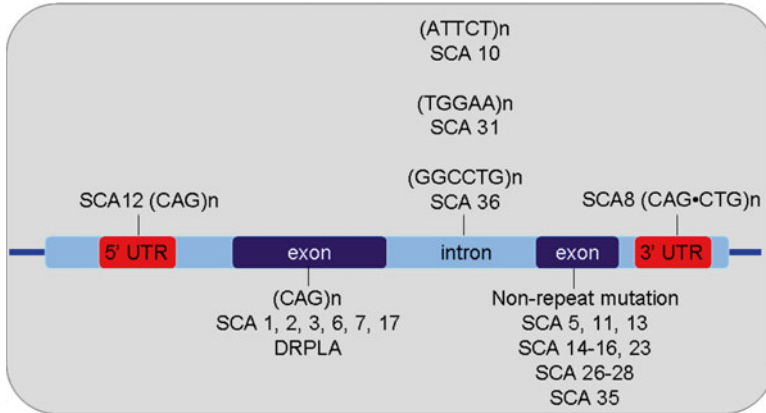 (ATTCT)n
SCA 10
(TGGAA)n
SCA 31
(GGCCTG)n
SCA 36
SCA12 (CAG)n
SCA8 (CAG•CTG)n
5' UTR
exon
intron
exon
3' UTR
(CAG)n
SCA 1, 2, 3, 6, 7, 17
DRPLA
Non-repeat mutation
SCA 5, 11, 13
SCA 14-16, 23
SCA 26-28
SCA 35